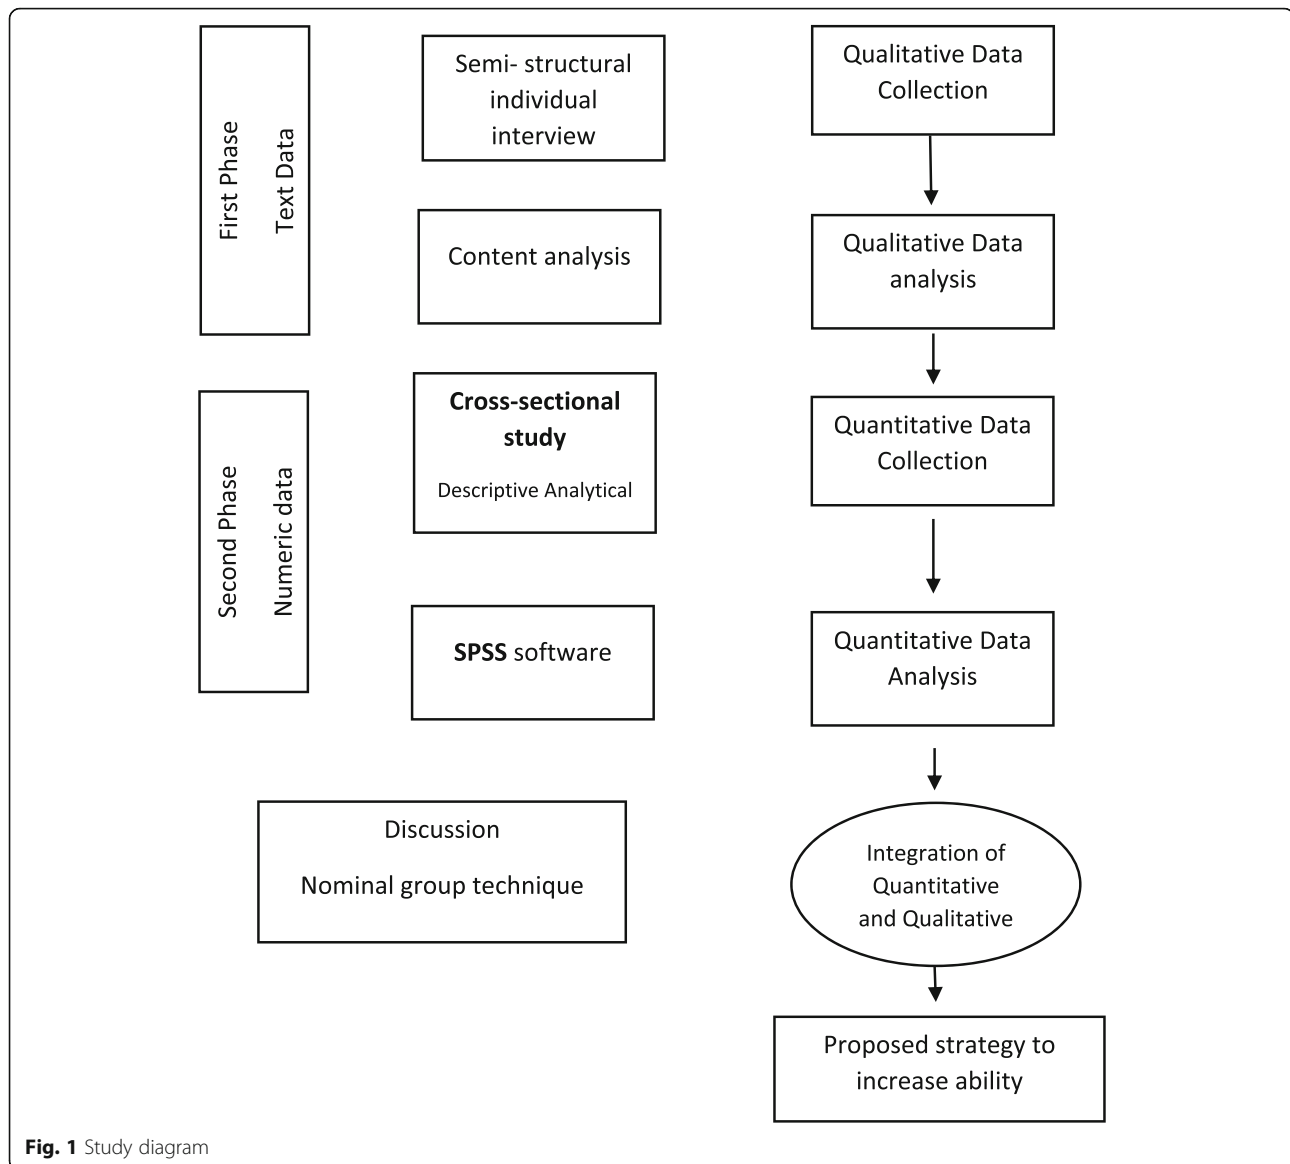 First Phase
Text Data
Semi- structural
individual
interview
Qualitative Data
Collection
Content analysis
Qualitative Data
analysis
Second Phase
Numeric data
Cross-sectional
study
Descriptive Analytical
Quantitative Data
Collection
SPSS software
Quantitative Data
Analysis
Discussion
Nominal group technique
Integration of
Quantitative
and Qualitative
Proposed strategy to
increase ability
Fig. 1 Study diagram